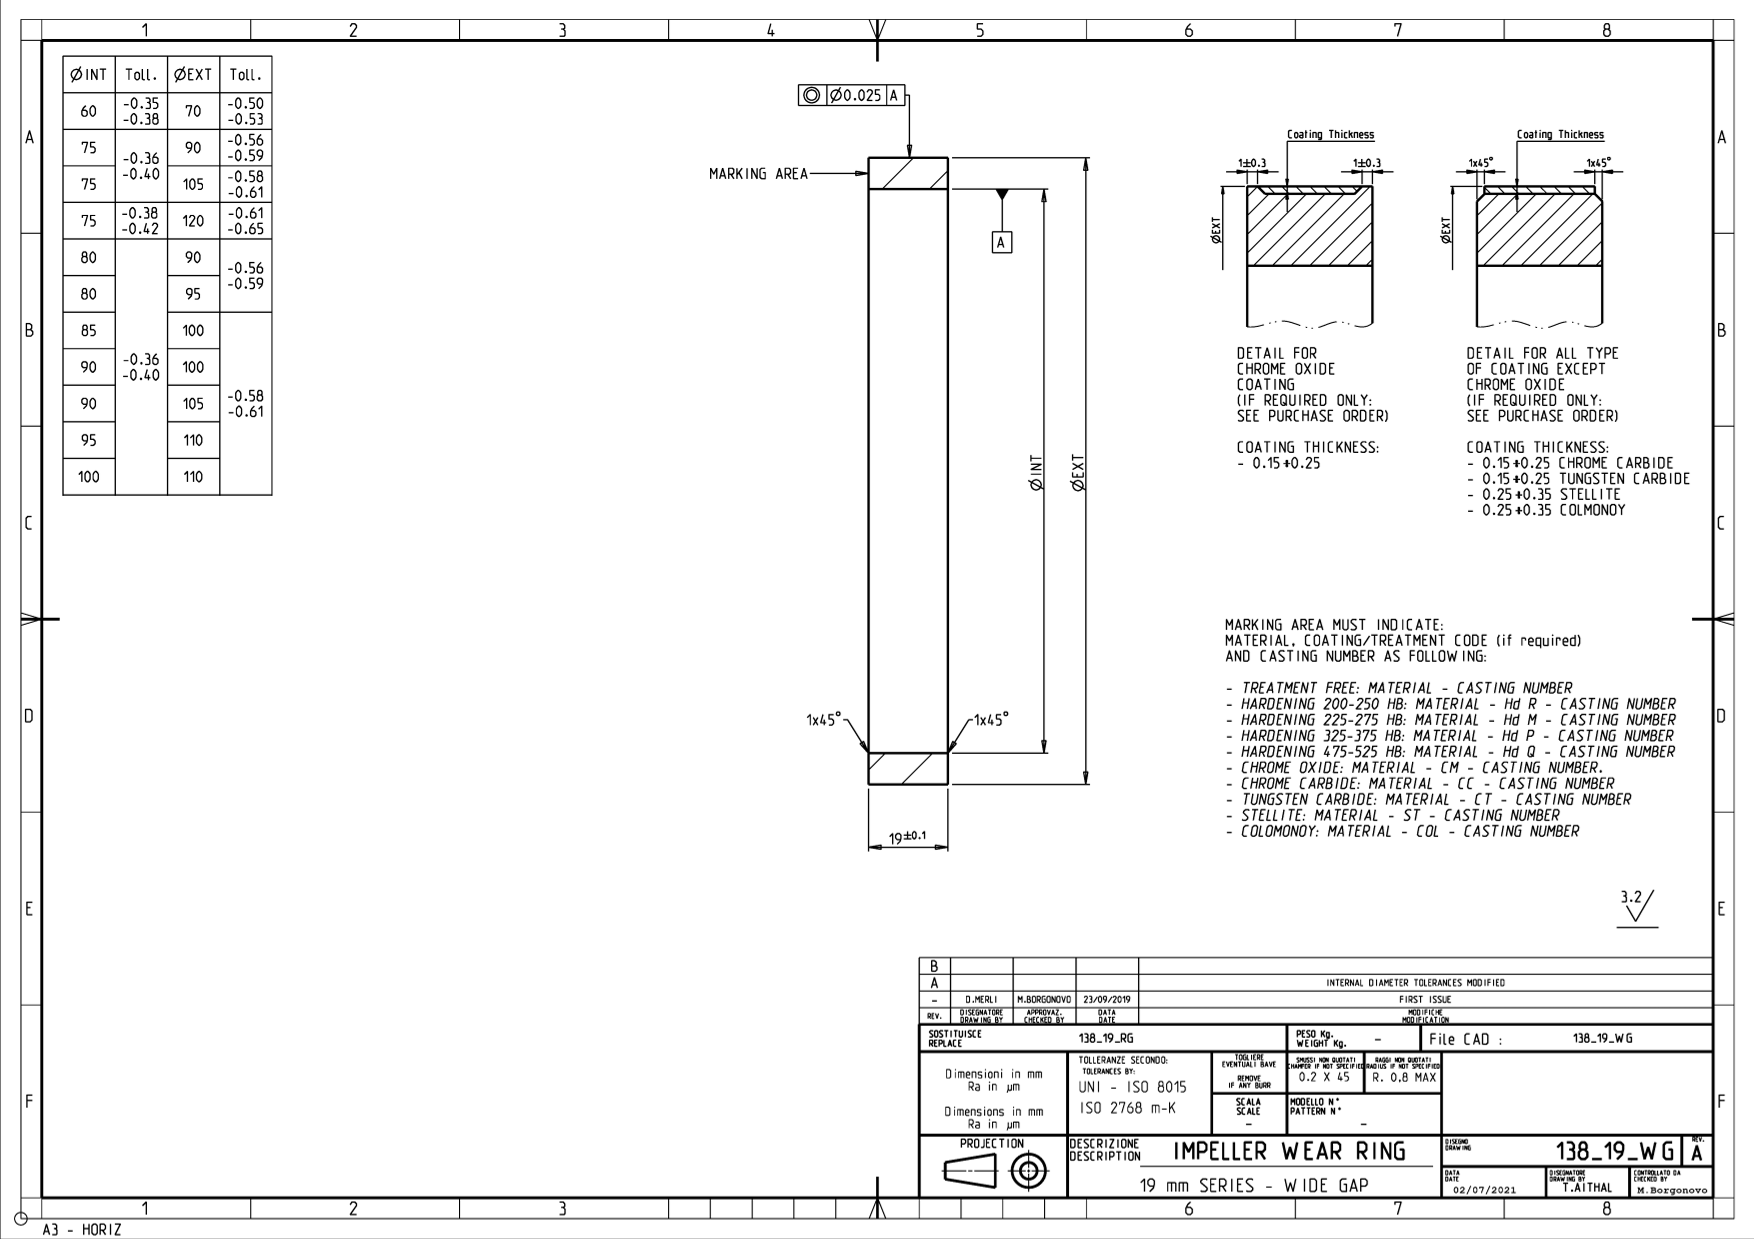 1 2 3 4 5 6 7 8
A
B
C
D
E
F
ØINT Toll. ØEXT Toll.
60 -0.35 -0.38 70 -0.50 -0.53
75 -0.36 -0.40 90 -0.56 -0.59
75 105 -0.58 -0.61
75 -0.38 -0.42 120 -0.61 -0.65
80 -0.36 -0.40 90 -0.56 -0.59
80 95
85 100 -0.58 -0.61
90 100
90 105
95 110
100 110
Ø0.025 A
MARKING AREA
A
ØINT
ØEXT
1x45°
1x45°
19±0.1
Coating Thickness
1±0.3 1±0.3
ØEXT
DETAIL FOR
CHROME OXIDE
COATING
(IF REQUIRED ONLY:
SEE PURCHASE ORDER)
COATING THICKNESS:
- 0.15+0.25
Coating Thickness
1x45° 1x45°
ØEXT
DETAIL FOR ALL TYPE
OF COATING EXCEPT
CHROME OXIDE
(IF REQUIRED ONLY:
SEE PURCHASE ORDER)
COATING THICKNESS:
- 0.15+0.25 CHROME CARBIDE
- 0.15+0.25 TUNGSTEN CARBIDE
- 0.25+0.35 STELLITE
- 0.25+0.35 COLMONOY
MARKING AREA MUST INDICATE:
MATERIAL, COATING/TREATMENT CODE (if required)
AND CASTING NUMBER AS FOLLOWING:
- TREATMENT FREE: MATERIAL - CASTING NUMBER
- HARDENING 200-250 HB: MATERIAL - Hd R - CASTING NUMBER
- HARDENING 225-275 HB: MATERIAL - Hd M - CASTING NUMBER
- HARDENING 325-375 HB: MATERIAL - Hd P - CASTING NUMBER
- HARDENING 475-525 HB: MATERIAL - Hd Q - CASTING NUMBER
- CHROME OXIDE: MATERIAL - CM - CASTING NUMBER.
- CHROME CARBIDE: MATERIAL - CC - CASTING NUMBER
- TUNGSTEN CARBIDE: MATERIAL - CT - CASTING NUMBER
- STELLITE: MATERIAL - ST - CASTING NUMBER
- COLOMONOY: MATERIAL - COL - CASTING NUMBER
3.2
B
A INTERNAL DIAMETER TOLERANCES MODIFIED
- D.MERLI M.BORGONOVO 23/09/2019 FIRST ISSUE
REV. DISEGNATORE DRAWING BY APPROVAZ. CHECKED BY DATA DATE MODIFICHE MODIFICATION
SOSTITUISCE REPLACE 138_19_RG PESO Kg. WEIGHT Kg. - File CAD : 138_19_WG
Dimensioni in mm
Ra in µm
Dimensions in mm
Ra in µm
TOLLERANZE SECONDO:
TOLERANCES BY:
UNI - ISO 8015
ISO 2768 m-K
TOGLIERE
EVENTUALI BAVE
REMOVE
IF ANY BURR
SMUSSI NON QUOTATI
CHAMFER IF NOT SPECIFIED
0.2 X 45
RAGGI NON QUOTATI
RADIUS IF NOT SPECIFIED
R. 0.8 MAX
SCALA
SCALE
-
MODELLO N°
PATTERN N°
-
PROJECTION
DESCRIZIONE
DESCRIPTION
IMPELLER WEAR RING
19 mm SERIES - WIDE GAP
DISEGNO
DRAWING
138_19_WG
REV.
A
DATA
DATE
02/07/2021
DISEGNATORE
DRAWING BY
T.AITHAL
CONTROLLATO DA
CHECKED BY
M.Borgonovo
A
B
C
D
E
F
1 2 3 6 7 8
A3 - HORIZ